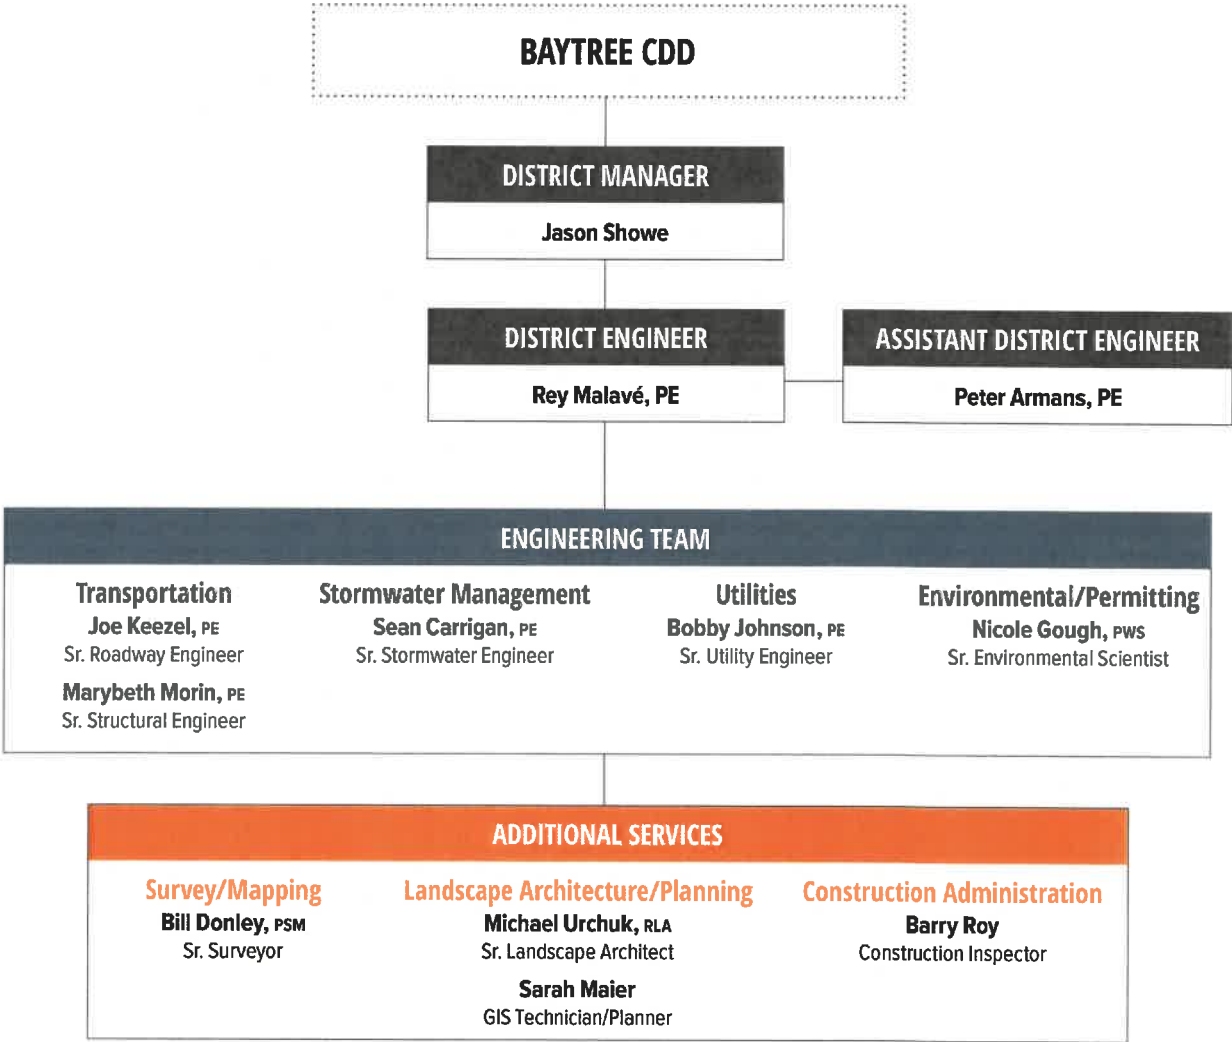 BAYTREE CDD
DISTRICT MANAGER
Jason Showe
DISTRICT ENGINEER
Rey Malavé, PE
ASSISTANT DISTRICT ENGINEER
Peter Armans, PE
ENGINEERING TEAM
Transportation
Joe Keezel, PE
Sr. Roadway Engineer
Marybeth Morin, PE
Sr. Structural Engineer
Stormwater Management
Sean Carrigan, PE
Sr. Stormwater Engineer
Utilities
Bobby Johnson, PE
Sr. Utility Engineer
Environmental/Permitting
Nicole Gough, PWS
Sr. Environmental Scientist
ADDITIONAL SERVICES
Survey/Mapping
Bill Donley, PSM
Sr. Surveyor
Landscape Architecture/Planning
Michael Urchuk, RLA
Sr. Landscape Architect
Sarah Maier
GIS Technician/Planner
Construction Administration
Barry Roy
Construction Inspector